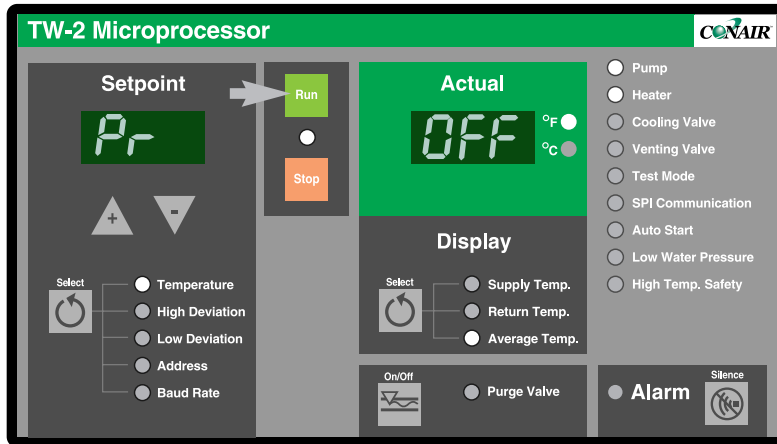 TW-2 Microprocessor
CONAIR
Setpoint
Pr
Select
Temperature
High Deviation
Low Deviation
Address
Baud Rate
Run
Stop
Actual
OFF
°F
°C
Display
Select
Supply Temp.
Return Temp.
Average Temp.
On/Off
Purge Valve
Pump
Heater
Cooling Valve
Venting Valve
Test Mode
SPI Communication
Auto Start
Low Water Pressure
High Temp. Safety
Alarm
Silence